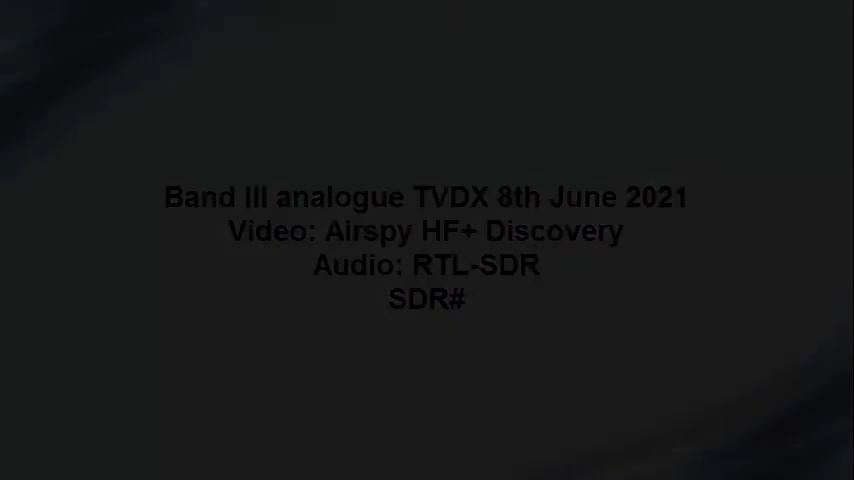 Band III analogue TVDX 8th June 2021
Video: Airspy HF+ Discovery
Audio: RTL-SDR
SDR#